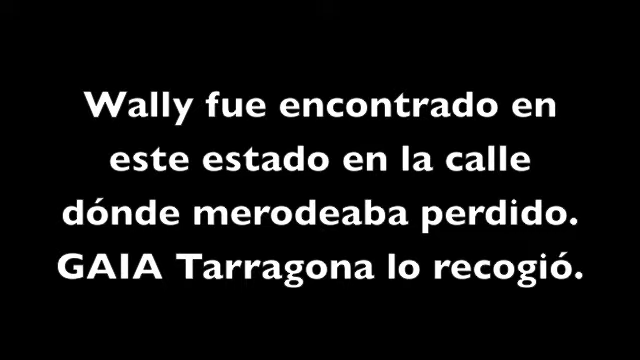 Wally fue encontrado en
este estado en la calle
dónde merodeaba perdido.
GAIA Tarragona lo recogió.